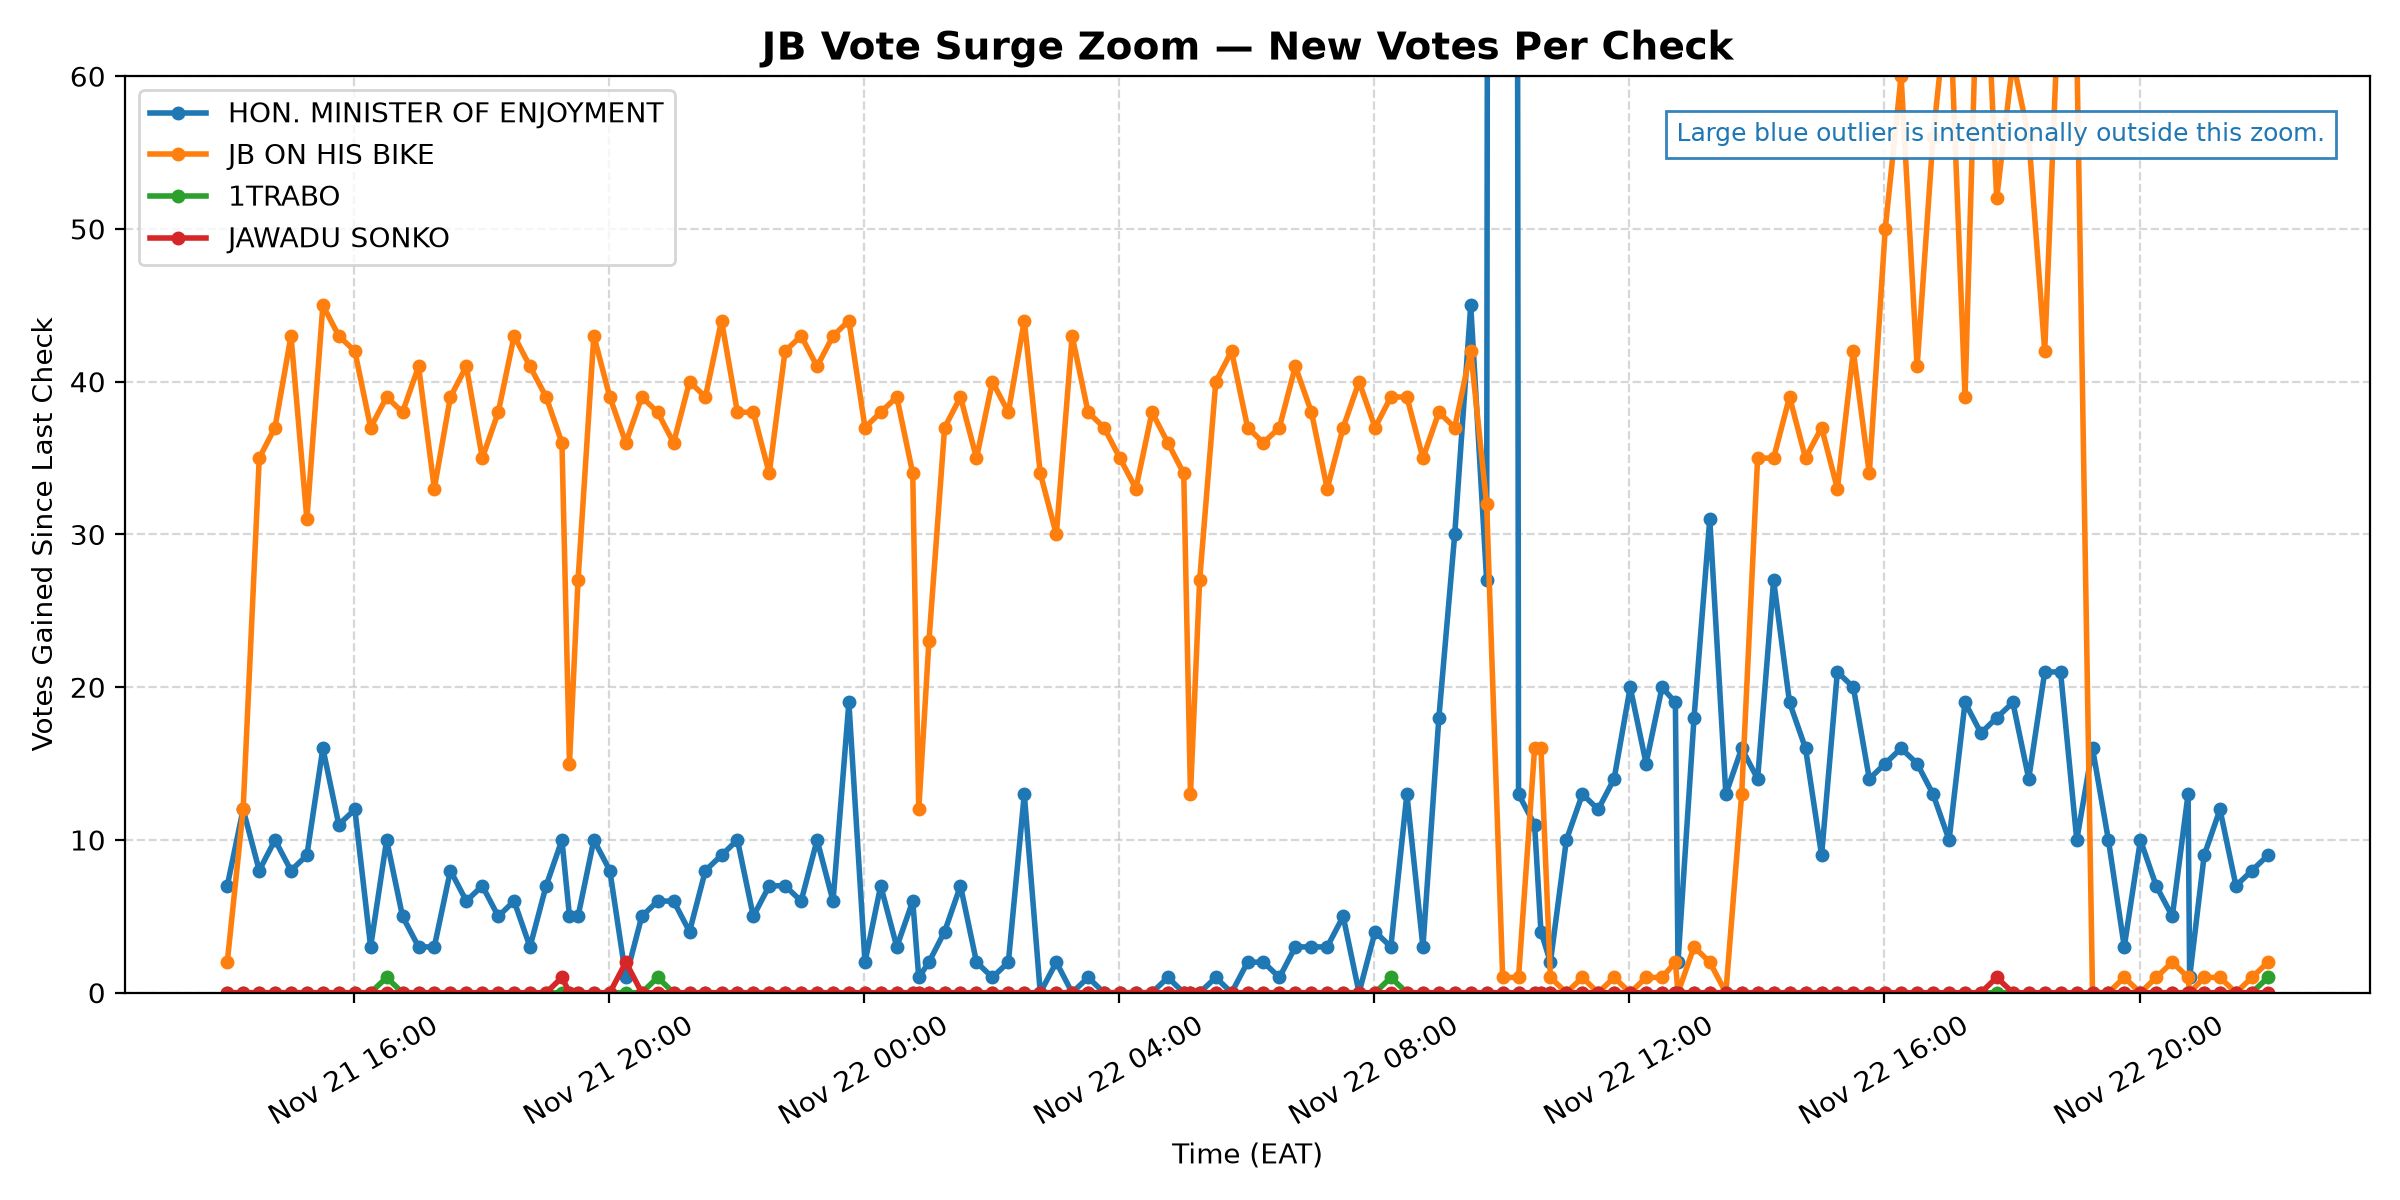 JB Vote Surge Zoom — New Votes Per Check
60
50
40
30
20
10
0
Votes Gained Since Last Check
HON. MINISTER OF ENJOYMENT
JB ON HIS BIKE
1TRABO
JAWADU SONKO
Large blue outlier is intentionally outside this zoom.
Nov 21 16:00
Nov 21 20:00
Nov 22 00:00
Nov 22 04:00
Nov 22 08:00
Nov 22 12:00
Nov 22 16:00
Nov 22 20:00
Time (EAT)